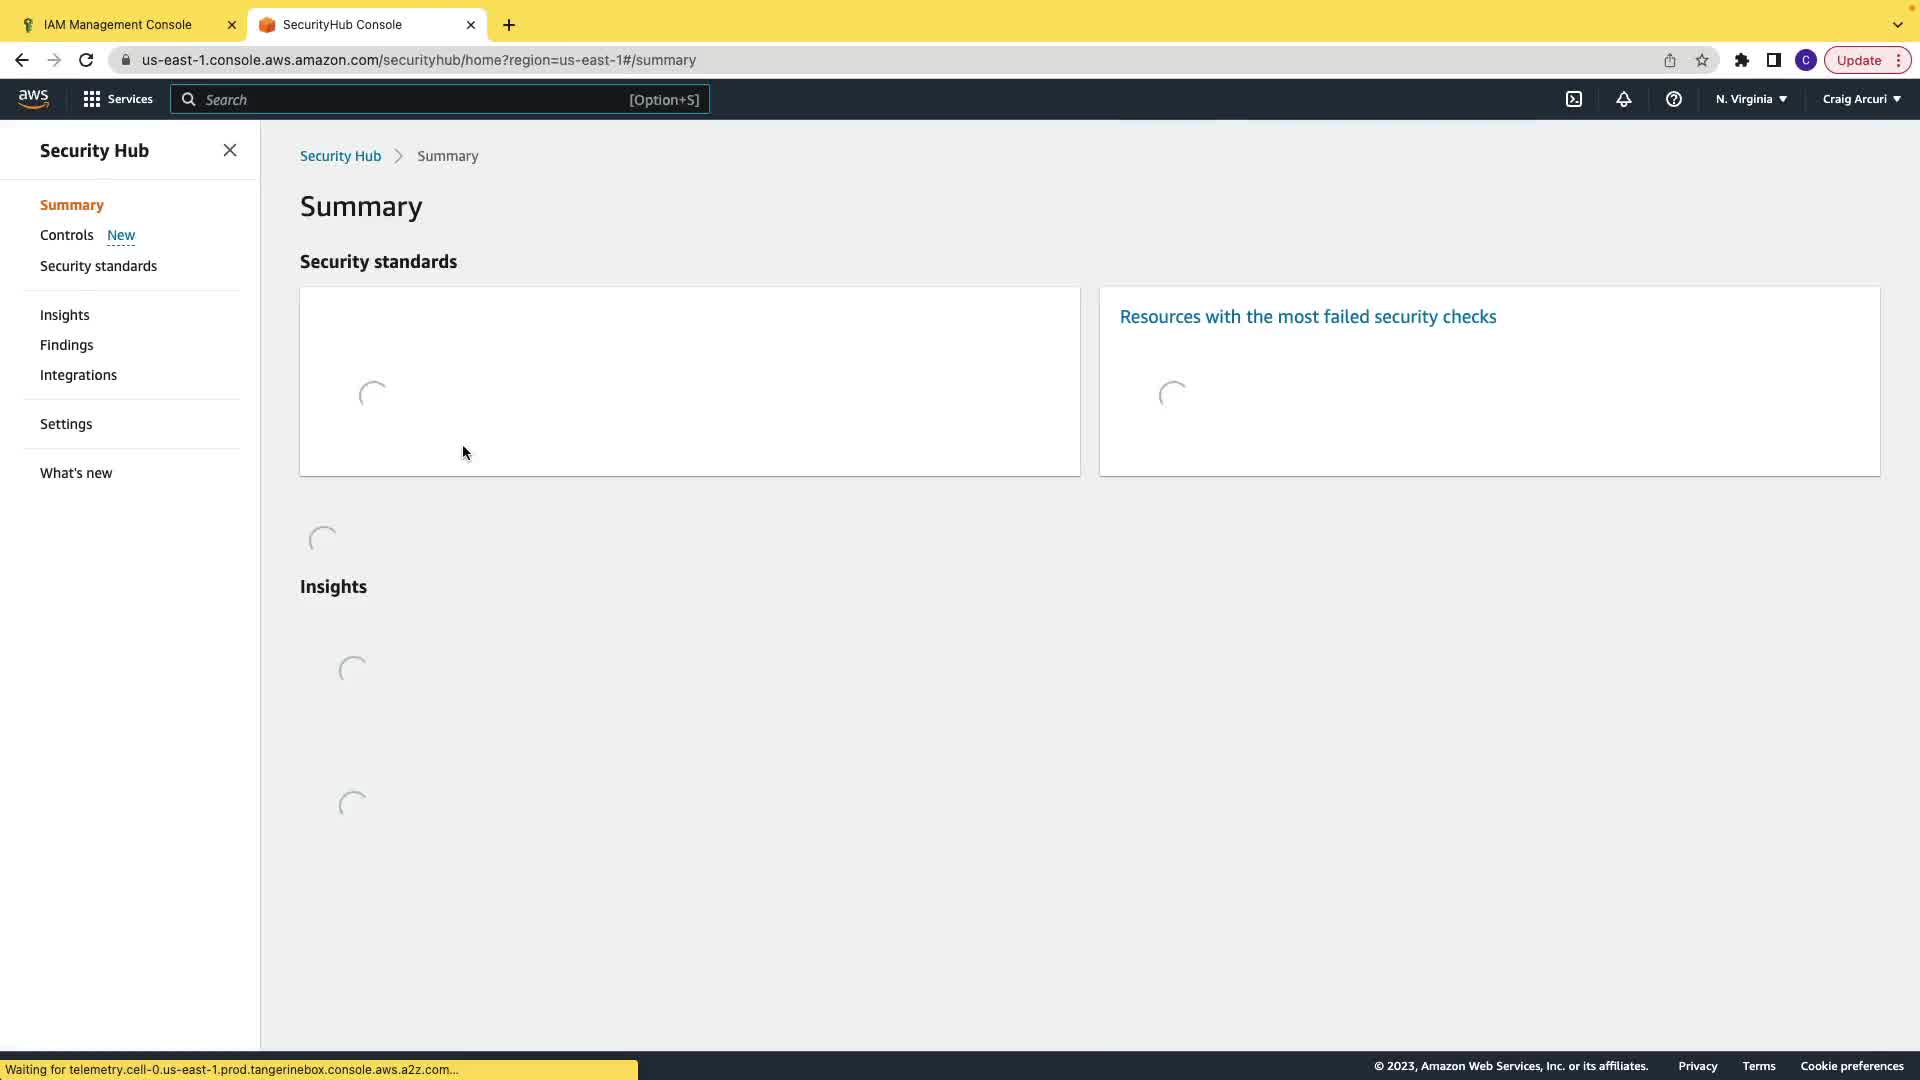 IAM Management Console
SecurityHub Console
us-east-1.console.aws.amazon.com/securityhub/home?region=us-east-1#/summary
C
Update
aws
Services
Search
[Option+S]
N. Virginia
Craig Arcuri
Security Hub
Summary
Controls New
Security standards
Insights
Findings
Integrations
Settings
What's new
Security Hub
Summary
Summary
Security standards
Resources with the most failed security checks
Insights
Waiting for telemetry.cell-0.us-east-1.prod.tangerinebox.console.aws.a2z.com...
© 2023, Amazon Web Services, Inc. or its affiliates.
Privacy
Terms
Cookie preferences